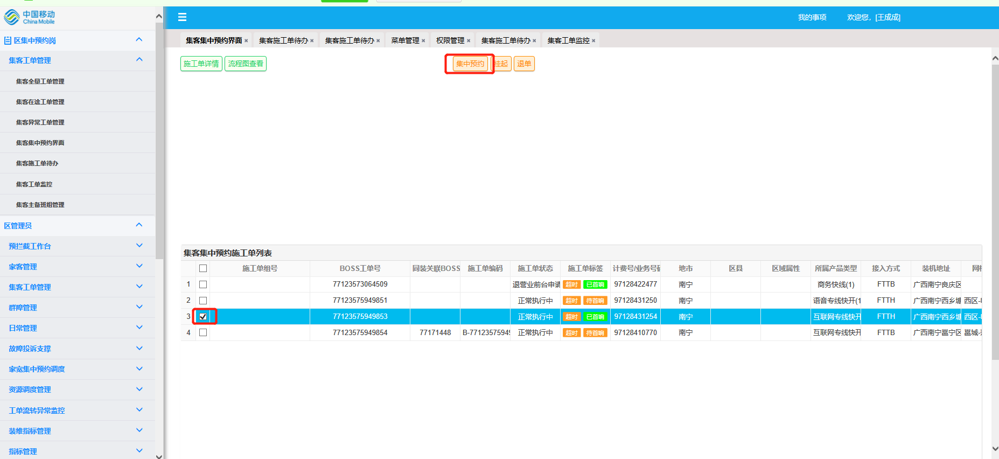 中国移动
China Mobile
我的事项 欢迎您，[王成成]
区集中预约岗
集客工单管理
集客全量工单管理
集客在途工单管理
集客异常工单管理
集客集中预约界面
集客施工单待办
集客工单监控
集客主备班组管理
区管理员
预拦截工作台
家客管理
集客工单管理
群障管理
日常管理
故障投诉支撑
家宽集中预约调度
资源调度管理
工单流转异常监控
装维指标管理
指标管理
集客集中预约界面 × 集客施工单待办 × 集客施工单待办 × 菜单管理 × 权限管理 × 集客施工单待办 × 集客工单监控 ×
施工单详情 流程图查看 集中预约 挂起 退单
集客集中预约施工单列表
施工单组号 BOSS工单号 同装关联BOSS 施工单编码 施工单状态 施工单标签 计费号/业务号码 地市 区县 区域属性 所属产品类型 接入方式 装机地址
1 77123573064509 退营业前台申请 超时 已首响 97128422477 南宁 商务快线(1) FTTB 广西南宁良庆区
2 77123575949851 正常执行中 超时 待首响 97128431250 南宁 语音专线快开(1 FTTH 广西南宁西乡塘 西区-
3 77123575949853 正常执行中 超时 已首响 97128431254 南宁 互联网专线快开 FTTH 广西南宁西乡塘 西区-
4 77123575949854 77171448 B-7712357594 正常执行中 超时 待首响 97128410770 南宁 互联网专线快开 FTTB 广西南宁邕宁区 邕城-